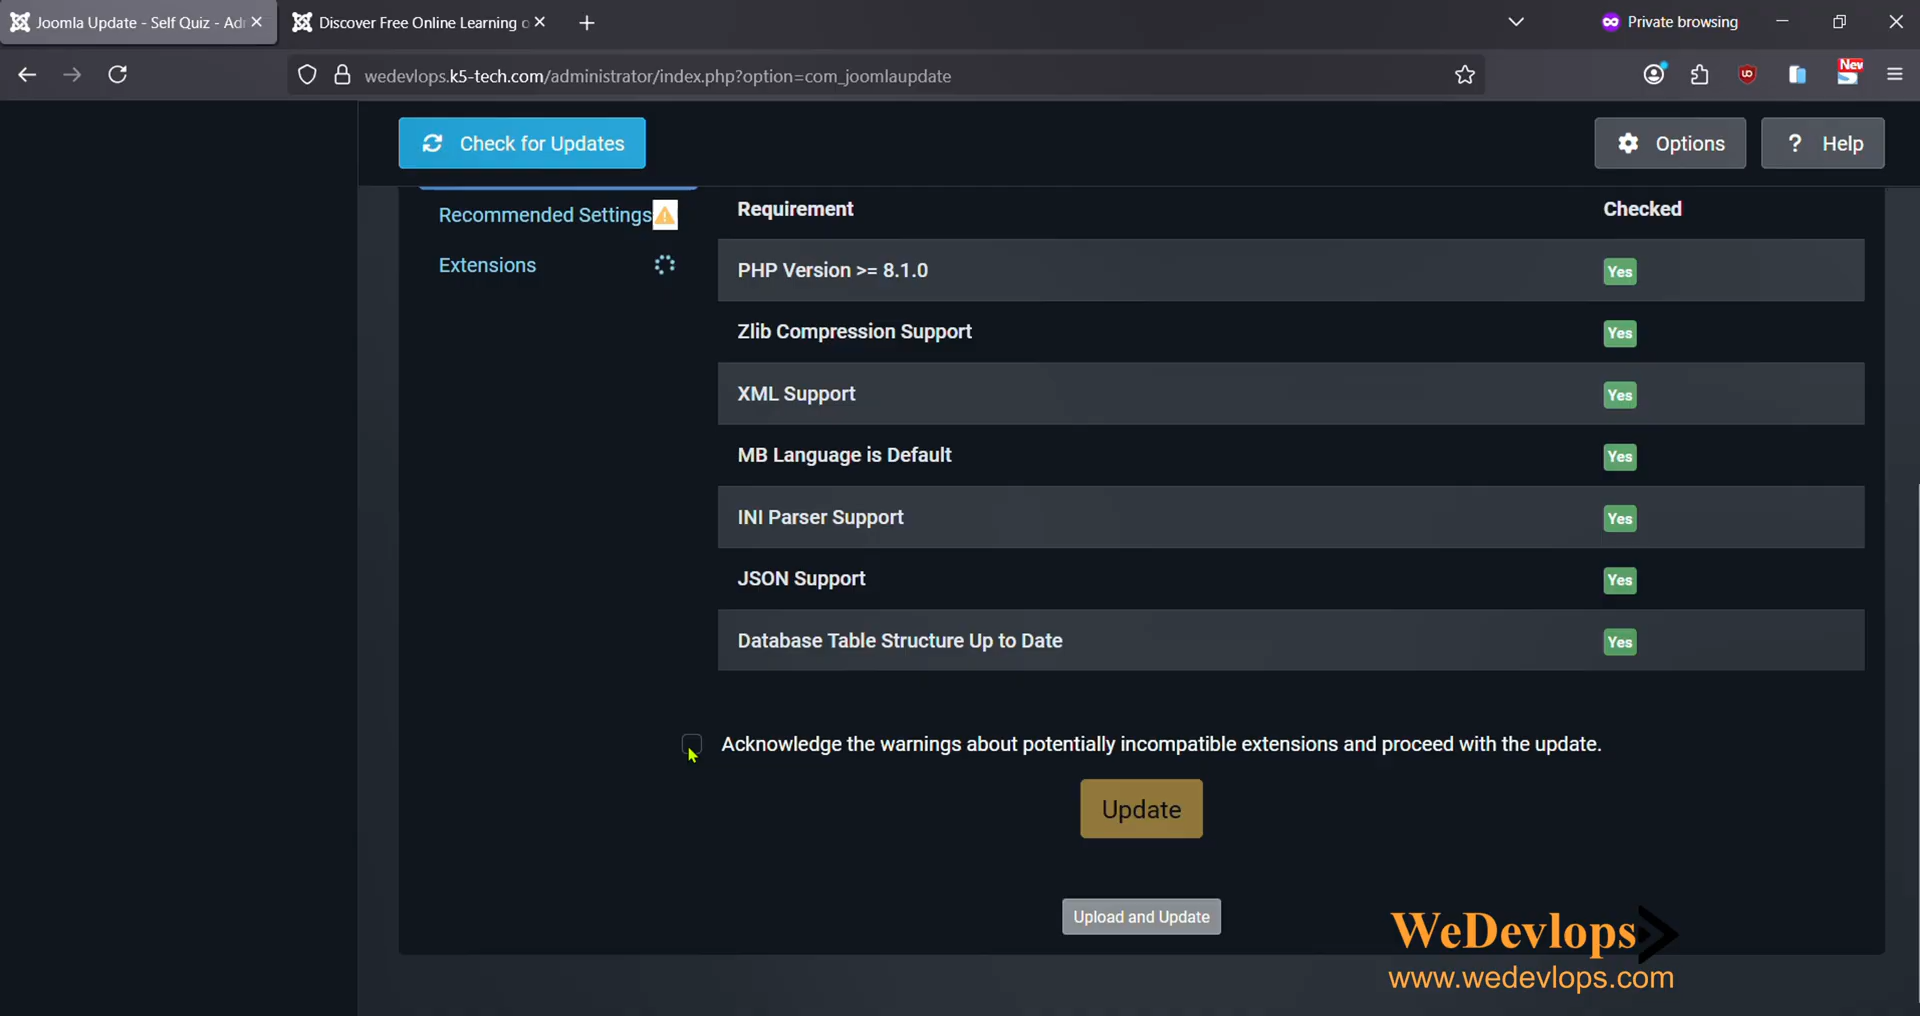 Joomla Update - Self Quiz - Ad
Discover Free Online Learning o
Private browsing
wedevlops.k5-tech.com/administrator/index.php?option=com_joomlaupdate
New
Check for Updates
Options
? Help
Recommended Settings
Requirement
Checked
Extensions
PHP Version >= 8.1.0
Yes
Zlib Compression Support
Yes
XML Support
Yes
MB Language is Default
Yes
INI Parser Support
Yes
JSON Support
Yes
Database Table Structure Up to Date
Yes
Acknowledge the warnings about potentially incompatible extensions and proceed with the update.
Update
Upload and Update
WeDevlops
www.wedevlops.com